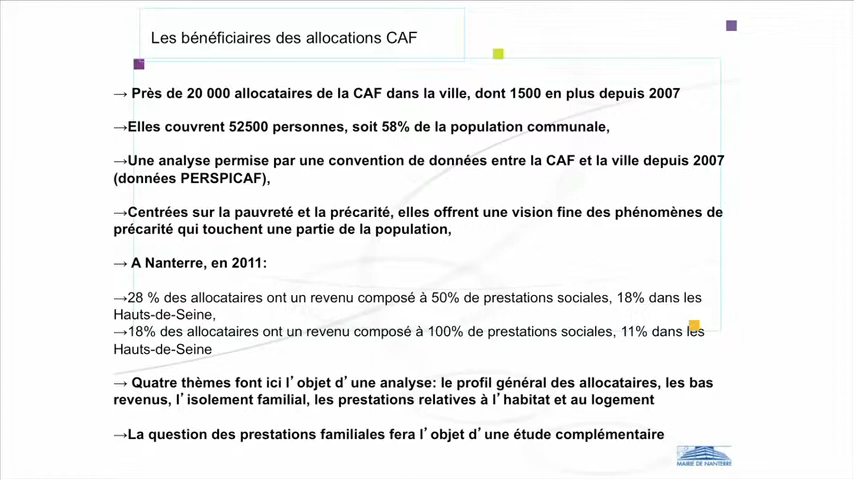 Les bénéficiaires des allocations CAF
→ Près de 20 000 allocataires de la CAF dans la ville, dont 1500 en plus depuis 2007
→Elles couvrent 52500 personnes, soit 58% de la population communale,
→Une analyse permise par une convention de données entre la CAF et la ville depuis 2007
(données PERSPICAF),
→Centrées sur la pauvreté et la précarité, elles offrent une vision fine des phénomènes de
précarité qui touchent une partie de la population,
→ A Nanterre, en 2011:
→28 % des allocataires ont un revenu composé à 50% de prestations sociales, 18% dans les
Hauts-de-Seine,
→18% des allocataires ont un revenu composé à 100% de prestations sociales, 11% dans les
Hauts-de-Seine
→ Quatre thèmes font ici l’objet d’une analyse: le profil général des allocataires, les bas
revenus, l’isolement familial, les prestations relatives à l’habitat et au logement
→La question des prestations familiales fera l’objet d’une étude complémentaire
MAIRIE DE NANTERRE